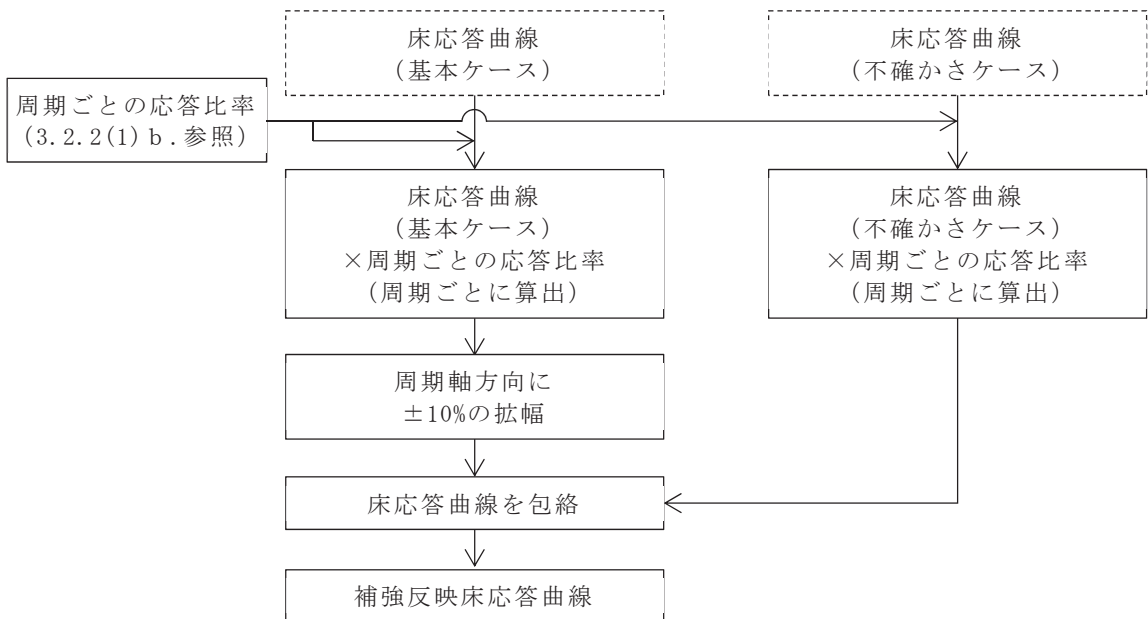 床応答曲線
(基本ケース)
床応答曲線
(不確かさケース)
周期ごとの応答比率
(3.2.2(1)b.参照)
床応答曲線
(基本ケース)
×周期ごとの応答比率
(周期ごとに算出)
床応答曲線
(不確かさケース)
×周期ごとの応答比率
(周期ごとに算出)
周期軸方向に
±10%の拡幅
床応答曲線を包絡
補強反映床応答曲線